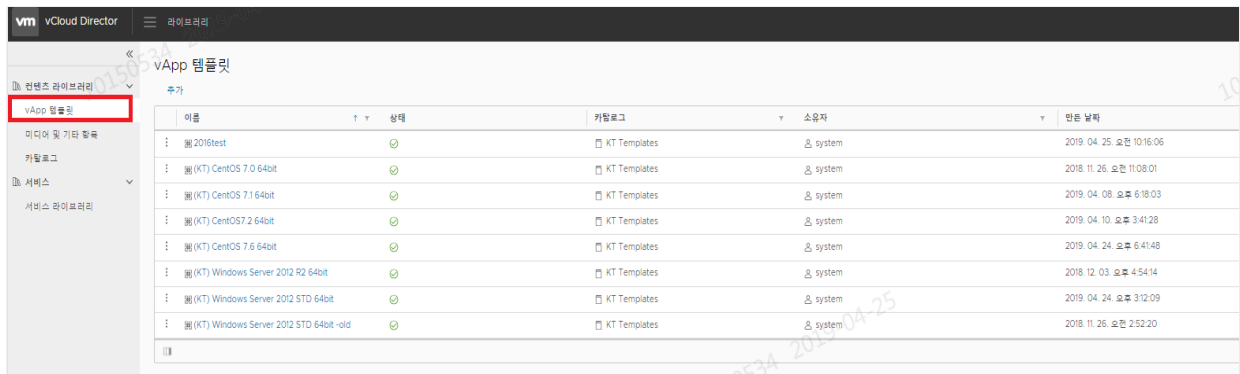 vm vCloud Director 라이브러리
vApp 템플릿
추가
컨텐츠 라이브러리
vApp 템플릿
미디어 및 기타 항목
카탈로그
서비스
서비스 라이브러리
이름 상태 카탈로그 소유자 만든 날짜
2016test KT Templates system 2019. 04. 25. 오전 10:16:06
(KT) CentOS 7.0 64bit KT Templates system 2018. 11. 26. 오전 11:08:01
(KT) CentOS 7.1 64bit KT Templates system 2019. 04. 08. 오후 6:18:03
(KT) CentOS7.2 64bit KT Templates system 2019. 04. 10. 오후 3:41:28
(KT) CentOS 7.6 64bit KT Templates system 2019. 04. 24. 오후 6:41:48
(KT) Windows Server 2012 R2 64bit KT Templates system 2018. 12. 03. 오후 4:54:14
(KT) Windows Server 2012 STD 64bit KT Templates system 2019. 04. 24. 오후 3:12:09
(KT) Windows Server 2012 STD 64bit -old KT Templates system 2018. 11. 26. 오전 2:52:20
10150534
2019-04-25